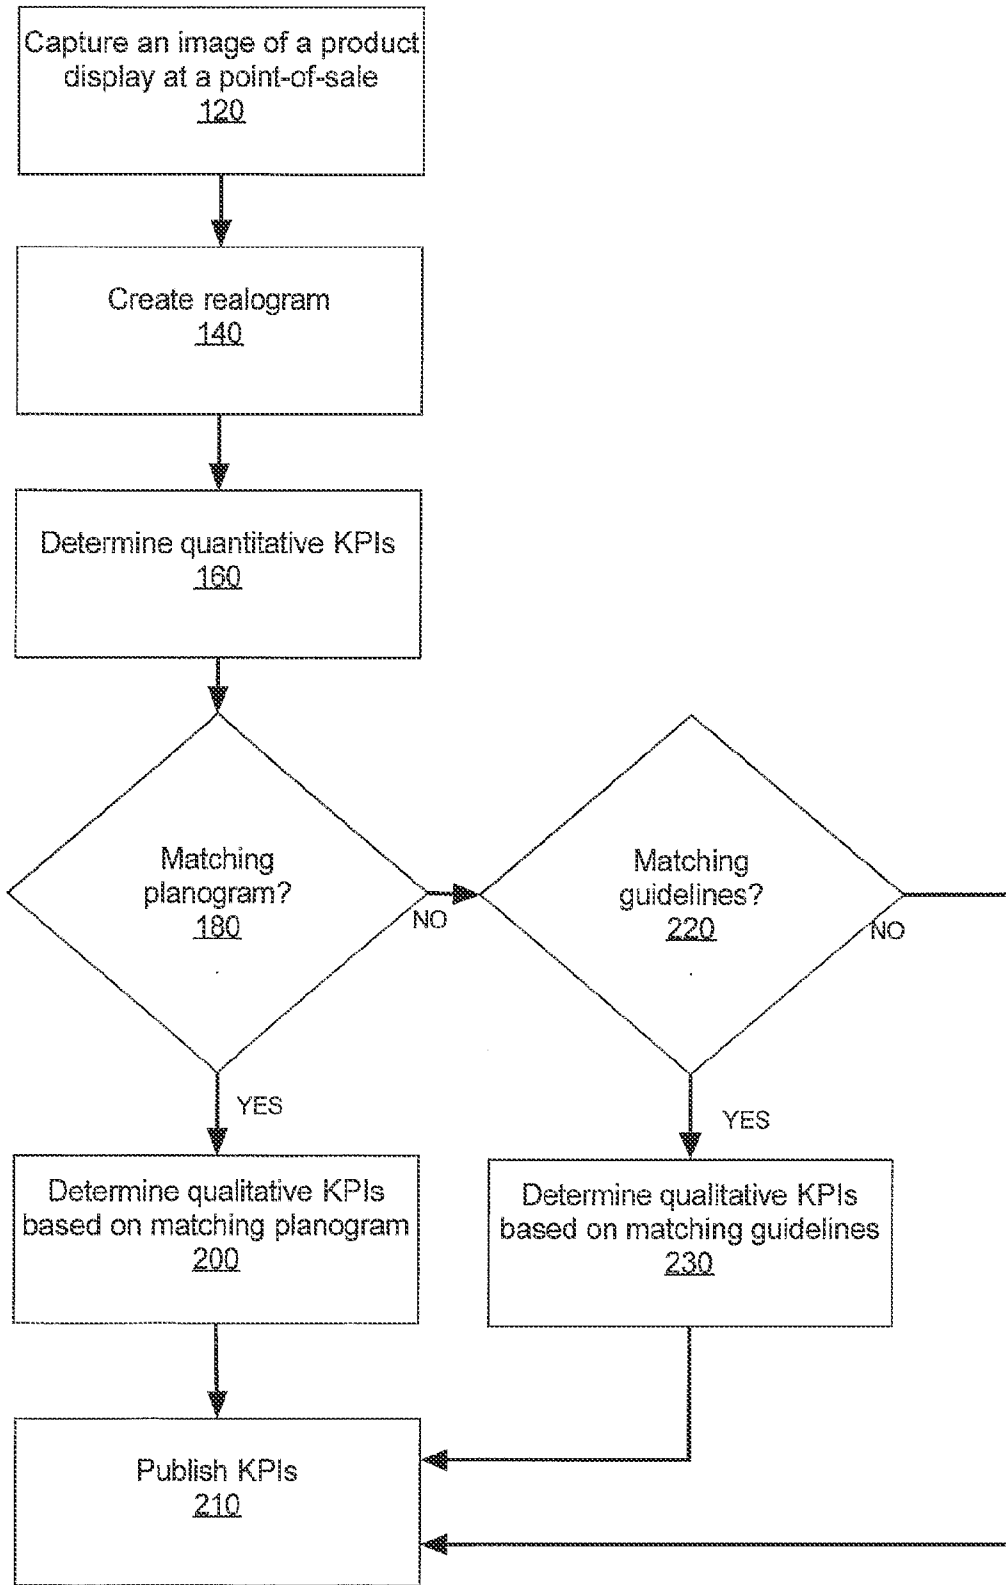 Capture an image of a product
display at a point-of-sale
120
Create realogram
140
Determine quantitative KPIs
160
Matching
planogram?
180
NO
Matching
guidelines?
220
NO
YES
YES
Determine qualitative KPIs
based on matching planogram
200
Determine qualitative KPIs
based on matching guidelines
230
Publish KPIs
210